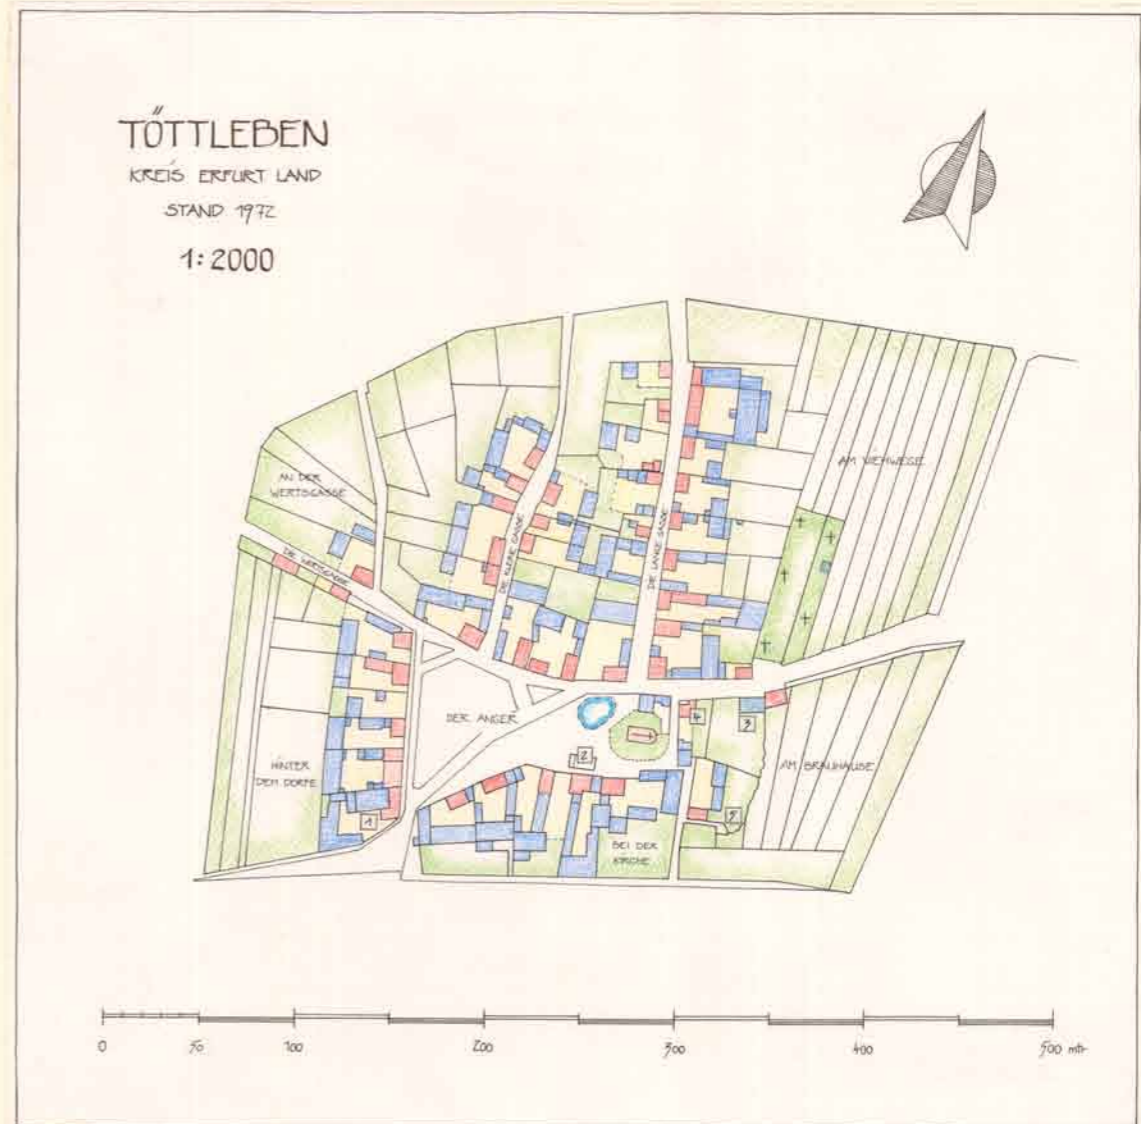 TÖTTLEBEN
KREIS ERFURT LAND
STAND 1972
1:2000
AN DER
WERTSGASSE
AM VIEHWEGE
DIE WERTSGASSE
DIE KLEINE GASSE
DIE LANGE GASSE
DER ANGER
HINTER
DEM DORFE
AM BRAUHAUSE
BEI DER
KIRCHE
1
2
3
4
5
0 50 100 200 300 400 500 mtr